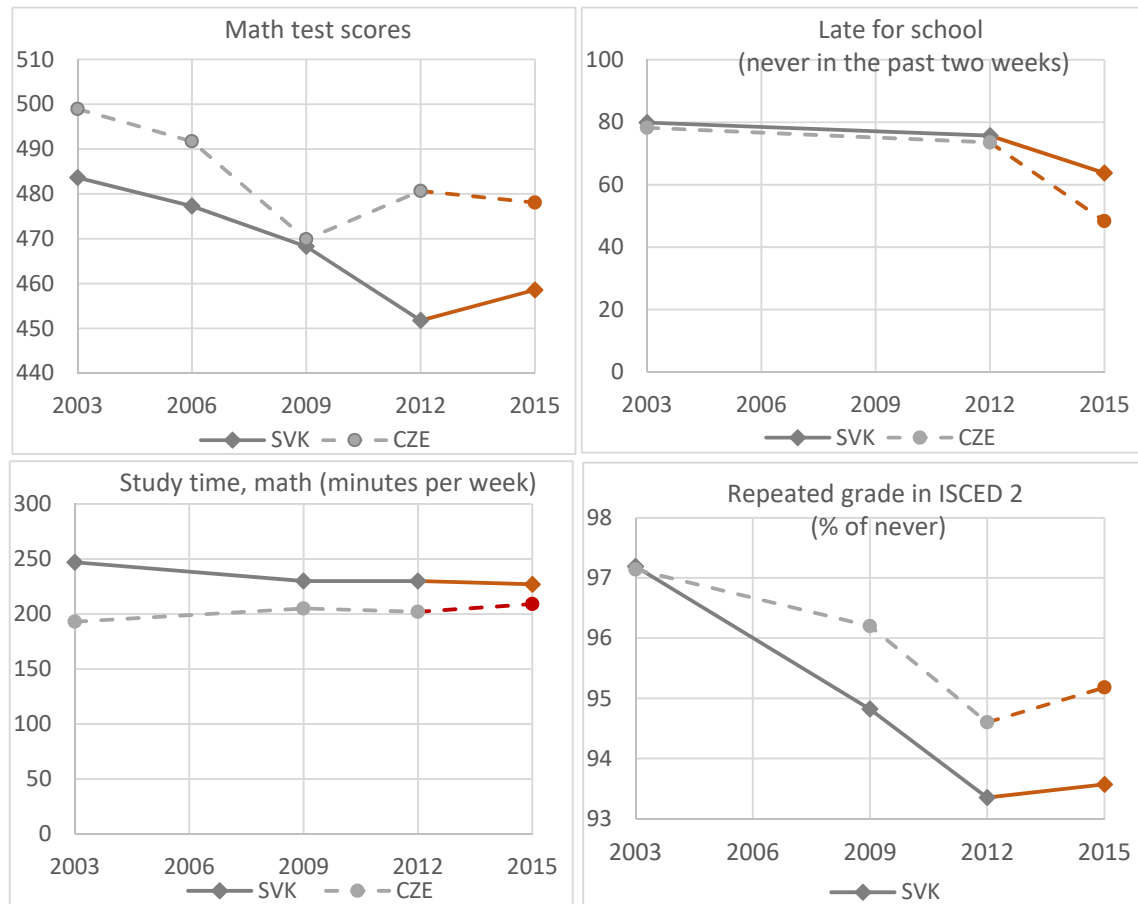 Math test scores
510
500
490
480
470
460
450
440
2003 2006 2009 2012 2015
SVK CZE
Late for school
(never in the past two weeks)
100
80
60
40
20
0
2003 2006 2009 2012 2015
SVK CZE
Study time, math (minutes per week)
300
250
200
150
100
50
0
2003 2006 2009 2012 2015
SVK CZE
Repeated grade in ISCED 2
(% of never)
98
97
96
95
94
93
2003 2006 2009 2012 2015
SVK